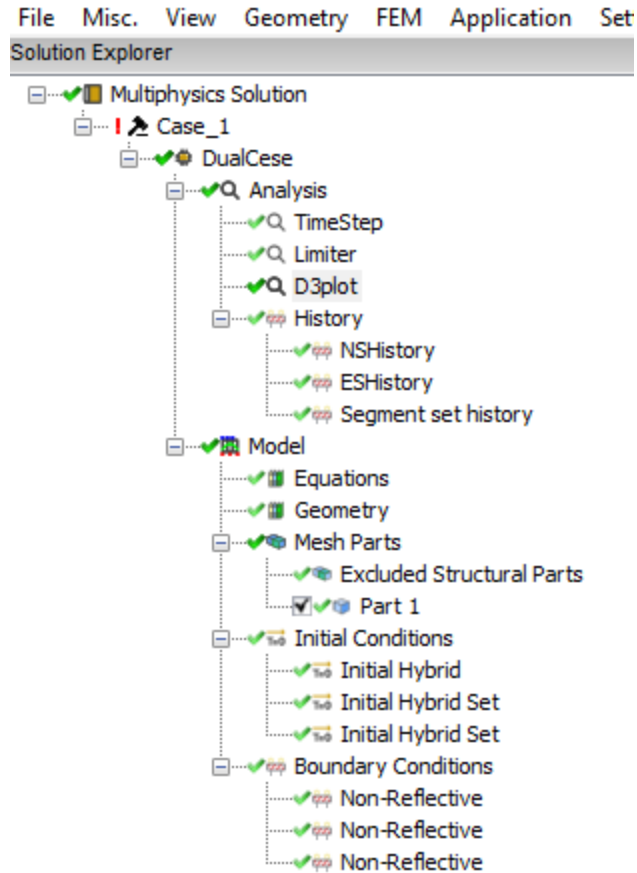 File Misc. View Geometry FEM Application
Solution Explorer
Multiphysics Solution
Case_1
DualCese
Analysis
TimeStep
Limiter
D3plot
History
NSHistory
ESHistory
Segment set history
Model
Equations
Geometry
Mesh Parts
Excluded Structural Parts
Part 1
Initial Conditions
Initial Hybrid
Initial Hybrid Set
Initial Hybrid Set
Boundary Conditions
Non-Reflective
Non-Reflective
Non-Reflective